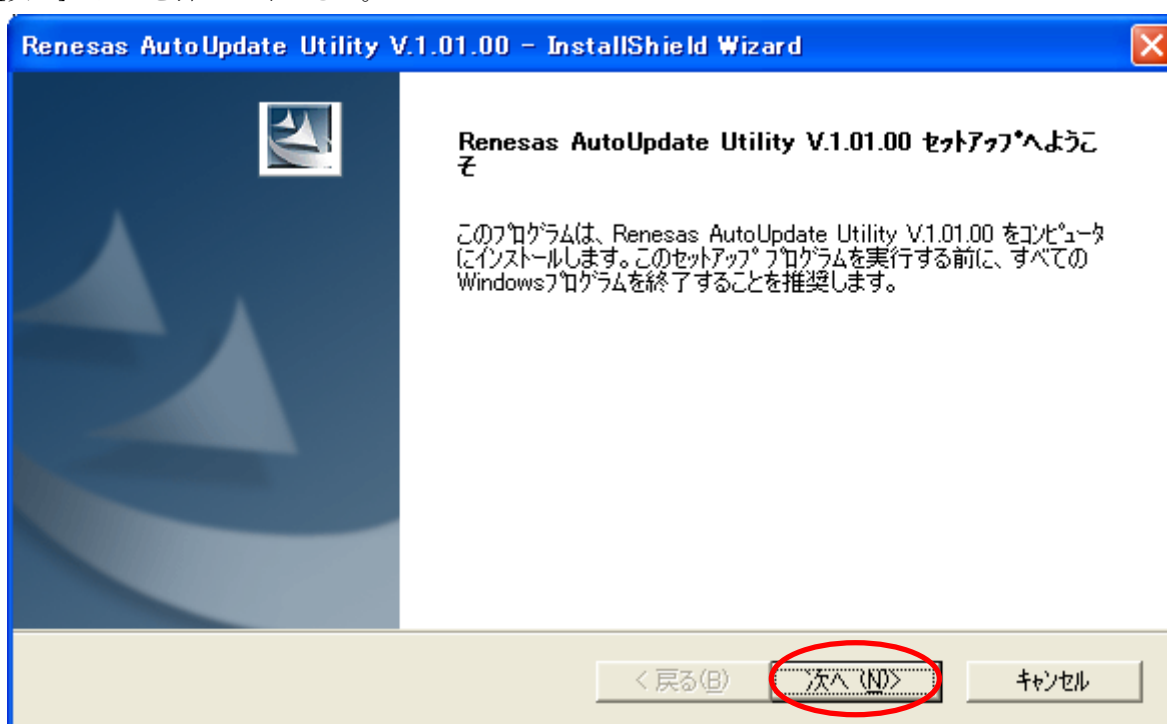 Renesas AutoUpdate Utility V.1.01.00 - InstallShield Wizard
Renesas AutoUpdate Utility V.1.01.00 ｾｯﾄｱｯﾌﾟへようこ
そ
このﾌﾟﾛｸﾞﾗﾑは、Renesas AutoUpdate Utility V.1.01.00 をｺﾝﾋﾟｭｰﾀ
にｲﾝｽﾄｰﾙします。このｾｯﾄｱｯﾌﾟ ﾌﾟﾛｸﾞﾗﾑを実行する前に、すべての
Windowsﾌﾟﾛｸﾞﾗﾑを終了することを推奨します。
< 戻る(B) 次へ (N)> ｷｬﾝｾﾙ